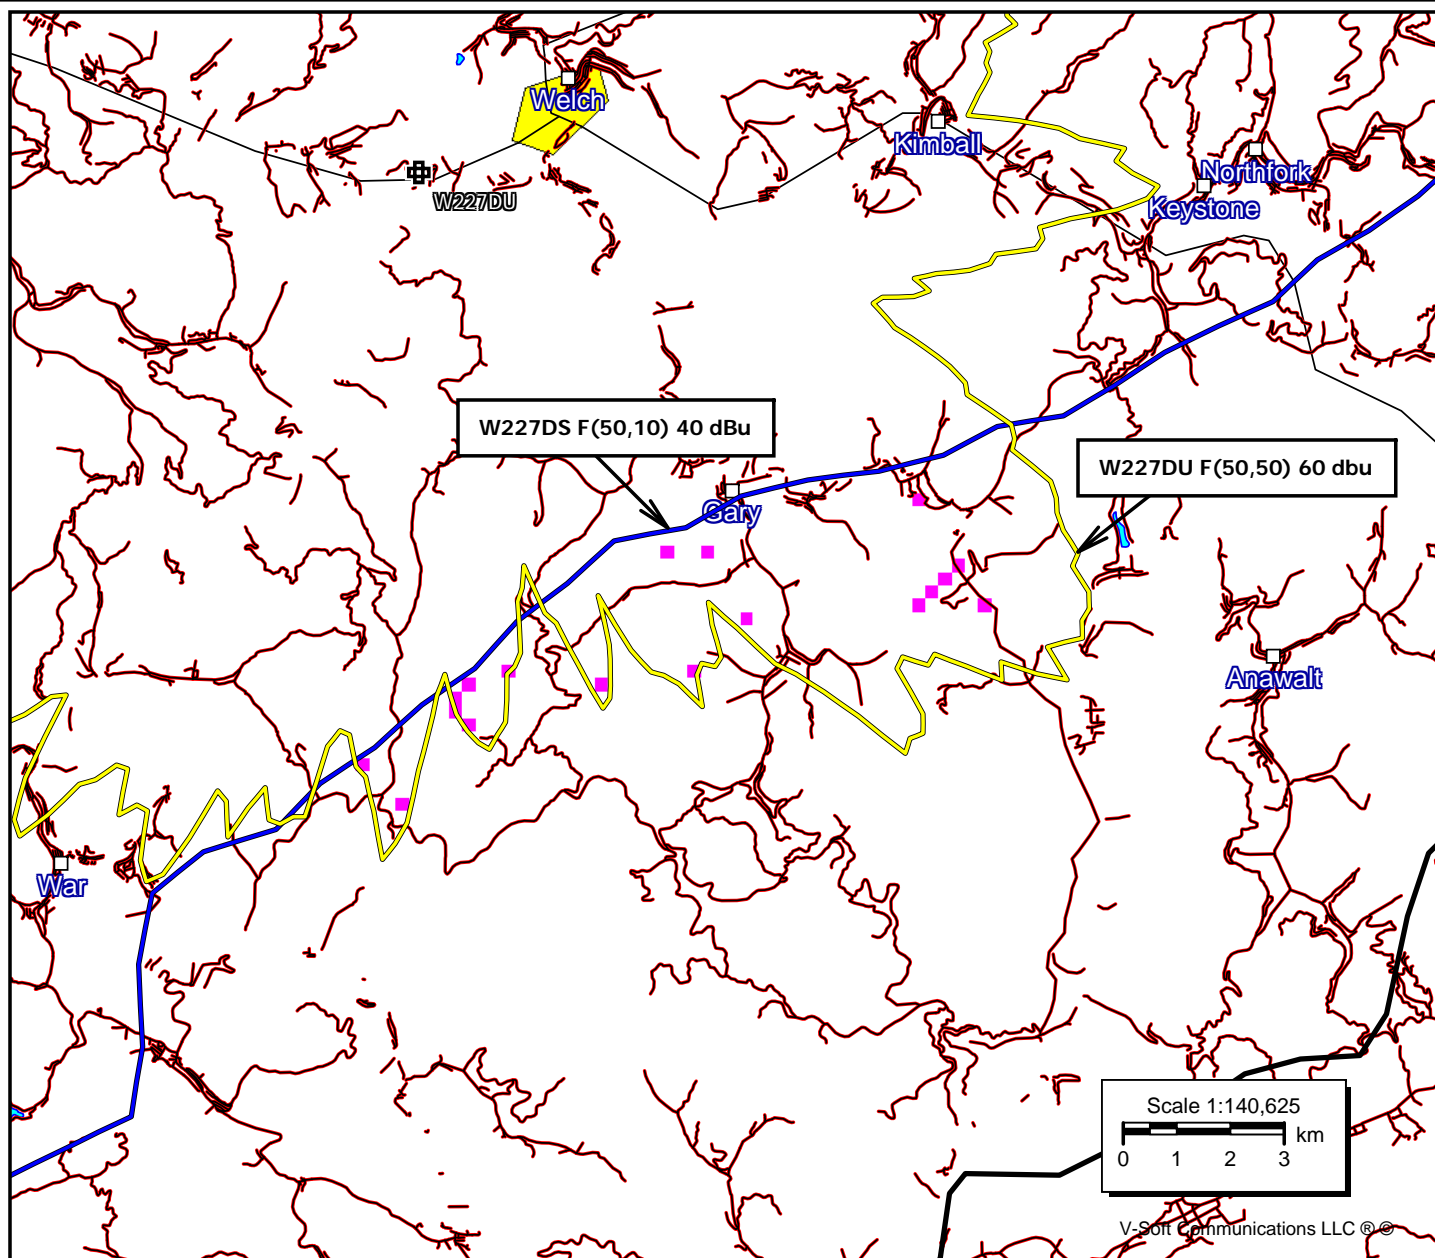 Welch
Kimball
Northfork
W227DU
Keystone
W227DS F(50,10) 40 dBu
W227DU F(50,50) 60 dbu
Gary
Anawalt
War
Scale 1:140,625
km
0 1 2 3
V-Soft Communications LLC ® ©